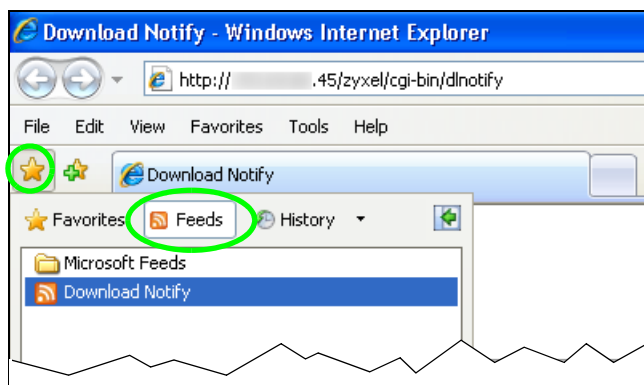 Download Notify - Windows Internet Explorer
http:// .45/zyxel/cgi-bin/dlnotify
File Edit View Favorites Tools Help
Download Notify
Favorites Feeds History
Microsoft Feeds
Download Notify